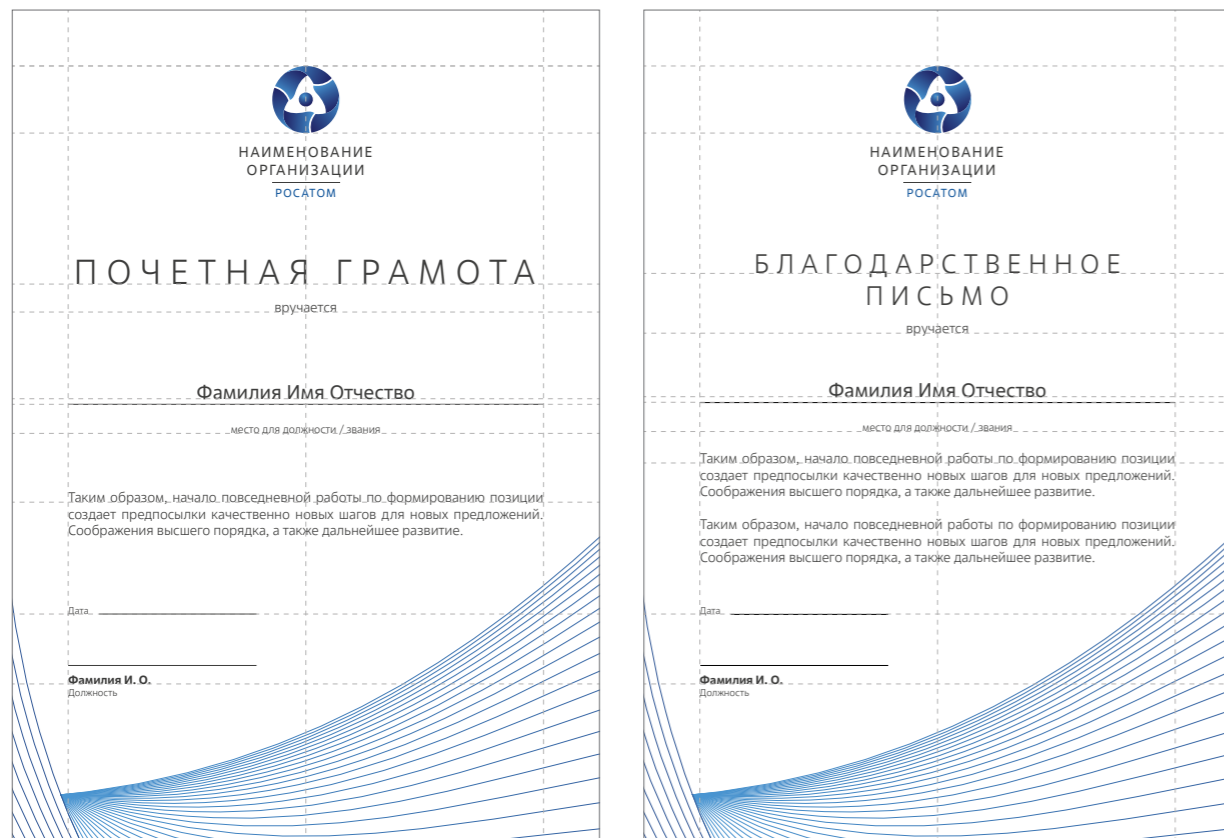 НАИМЕНОВАНИЕ
ОРГАНИЗАЦИИ
РОСАТОМ
ПОЧЕТНАЯ ГРАМОТА
вручается
Фамилия Имя Отчество
место для должности / звания
Таким образом, начало повседневной работы по формированию позиции
создает предпосылки качественно новых шагов для новых предложений.
Соображения высшего порядка, а также дальнейшее развитие.
Дата
Фамилия И. О.
Должность
НАИМЕНОВАНИЕ
ОРГАНИЗАЦИИ
РОСАТОМ
БЛАГОДАРСТВЕННОЕ
ПИСЬМО
вручается
Фамилия Имя Отчество
место для должности / звания
Таким образом, начало повседневной работы по формированию позиции
создает предпосылки качественно новых шагов для новых предложений.
Соображения высшего порядка, а также дальнейшее развитие.
Таким образом, начало повседневной работы по формированию позиции
создает предпосылки качественно новых шагов для новых предложений.
Соображения высшего порядка, а также дальнейшее развитие.
Дата
Фамилия И. О.
Должность